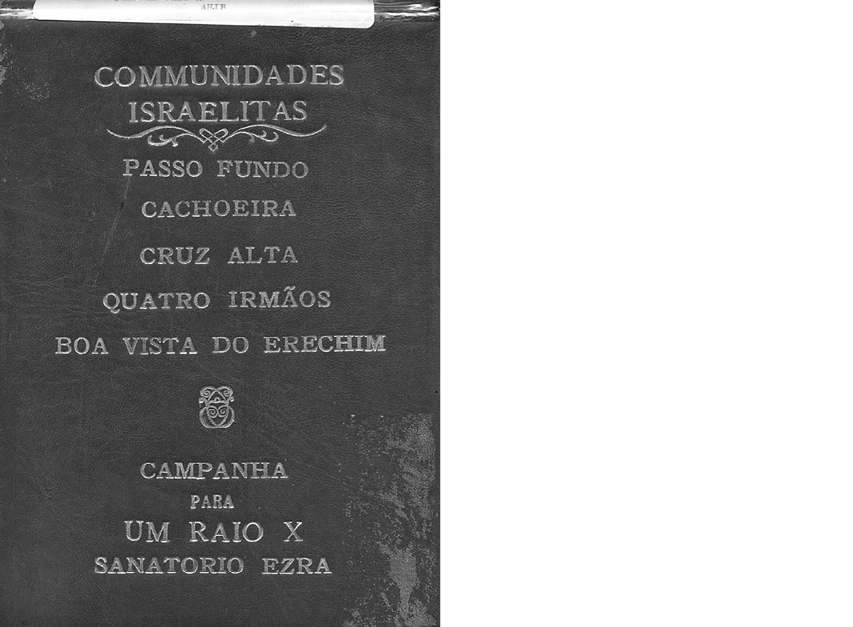 COMMUNIDADES
ISRAELITAS
PASSO FUNDO
CACHOEIRA
CRUZ ALTA
QUATRO IRMÃOS
BOA VISTA DO ERECHIM
CAMPANHA
PARA
UM RAIO X
SANATORIO EZRA